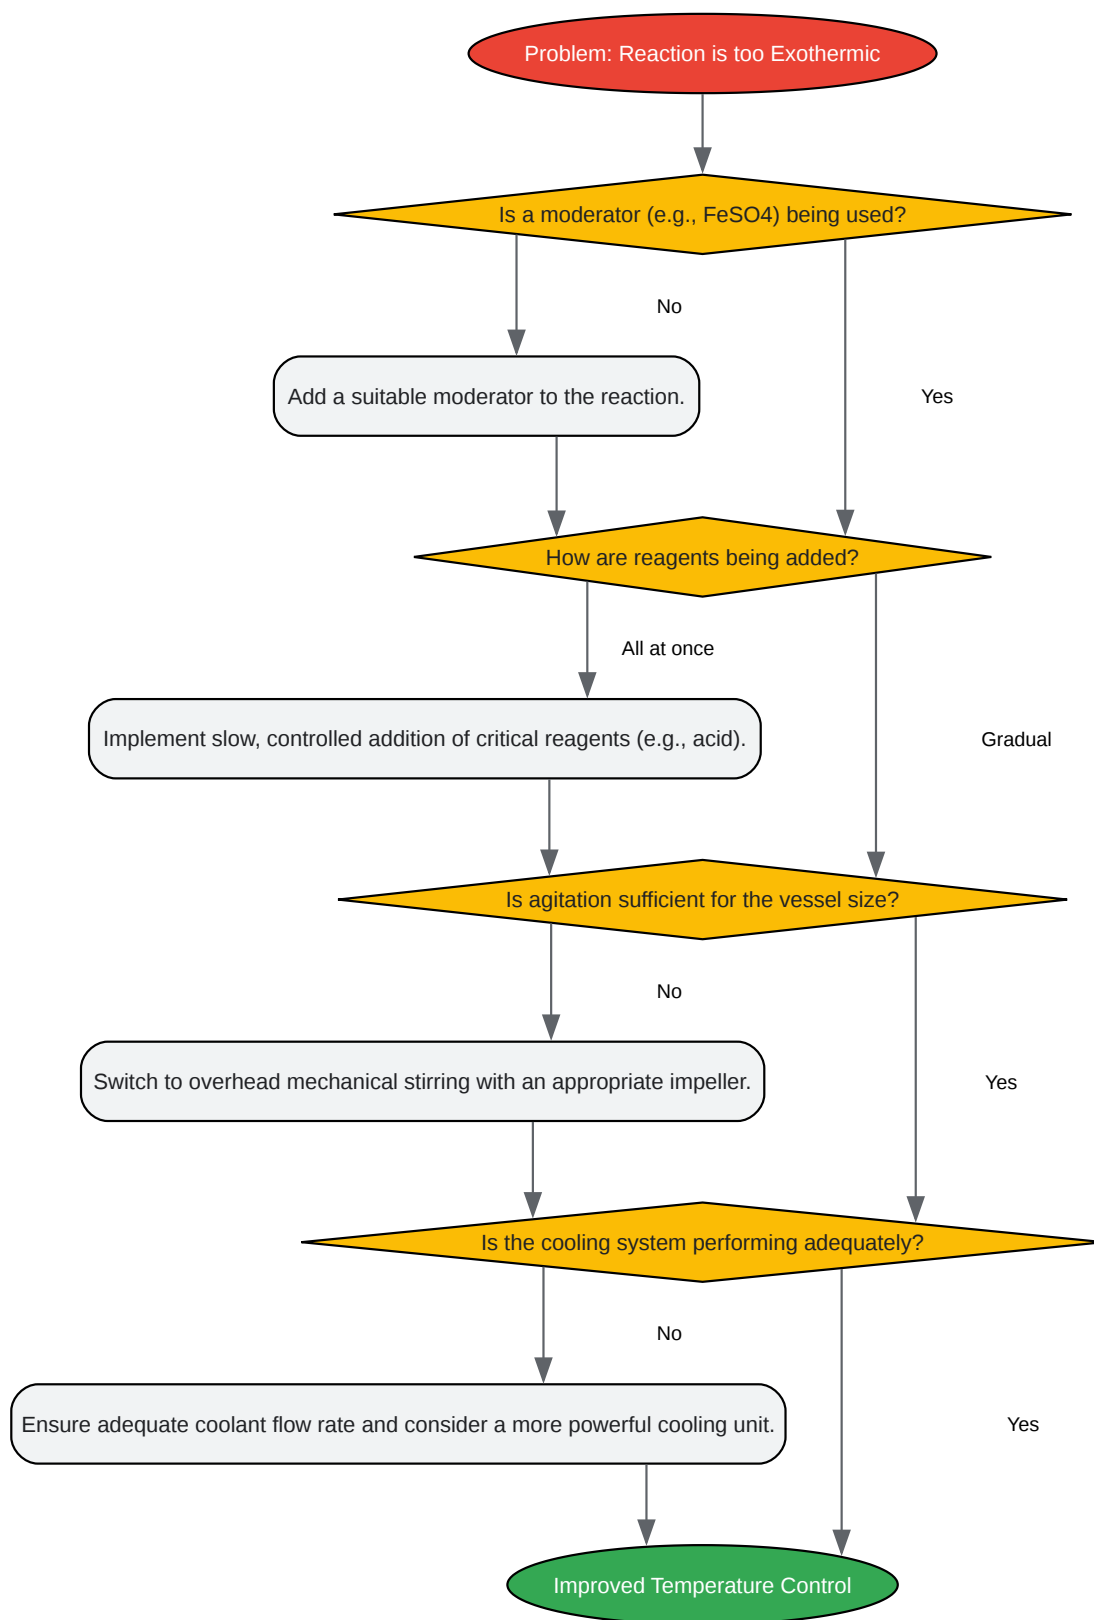 Problem: Reaction is too Exothermic
Is a moderator (e.g., FeSO4) being used?
No
Add a suitable moderator to the reaction.
Yes
How are reagents being added?
All at once
Implement slow, controlled addition of critical reagents (e.g., acid).
Gradual
Is agitation sufficient for the vessel size?
No
Switch to overhead mechanical stirring with an appropriate impeller.
Yes
Is the cooling system performing adequately?
No
Ensure adequate coolant flow rate and consider a more powerful cooling unit.
Yes
Improved Temperature Control